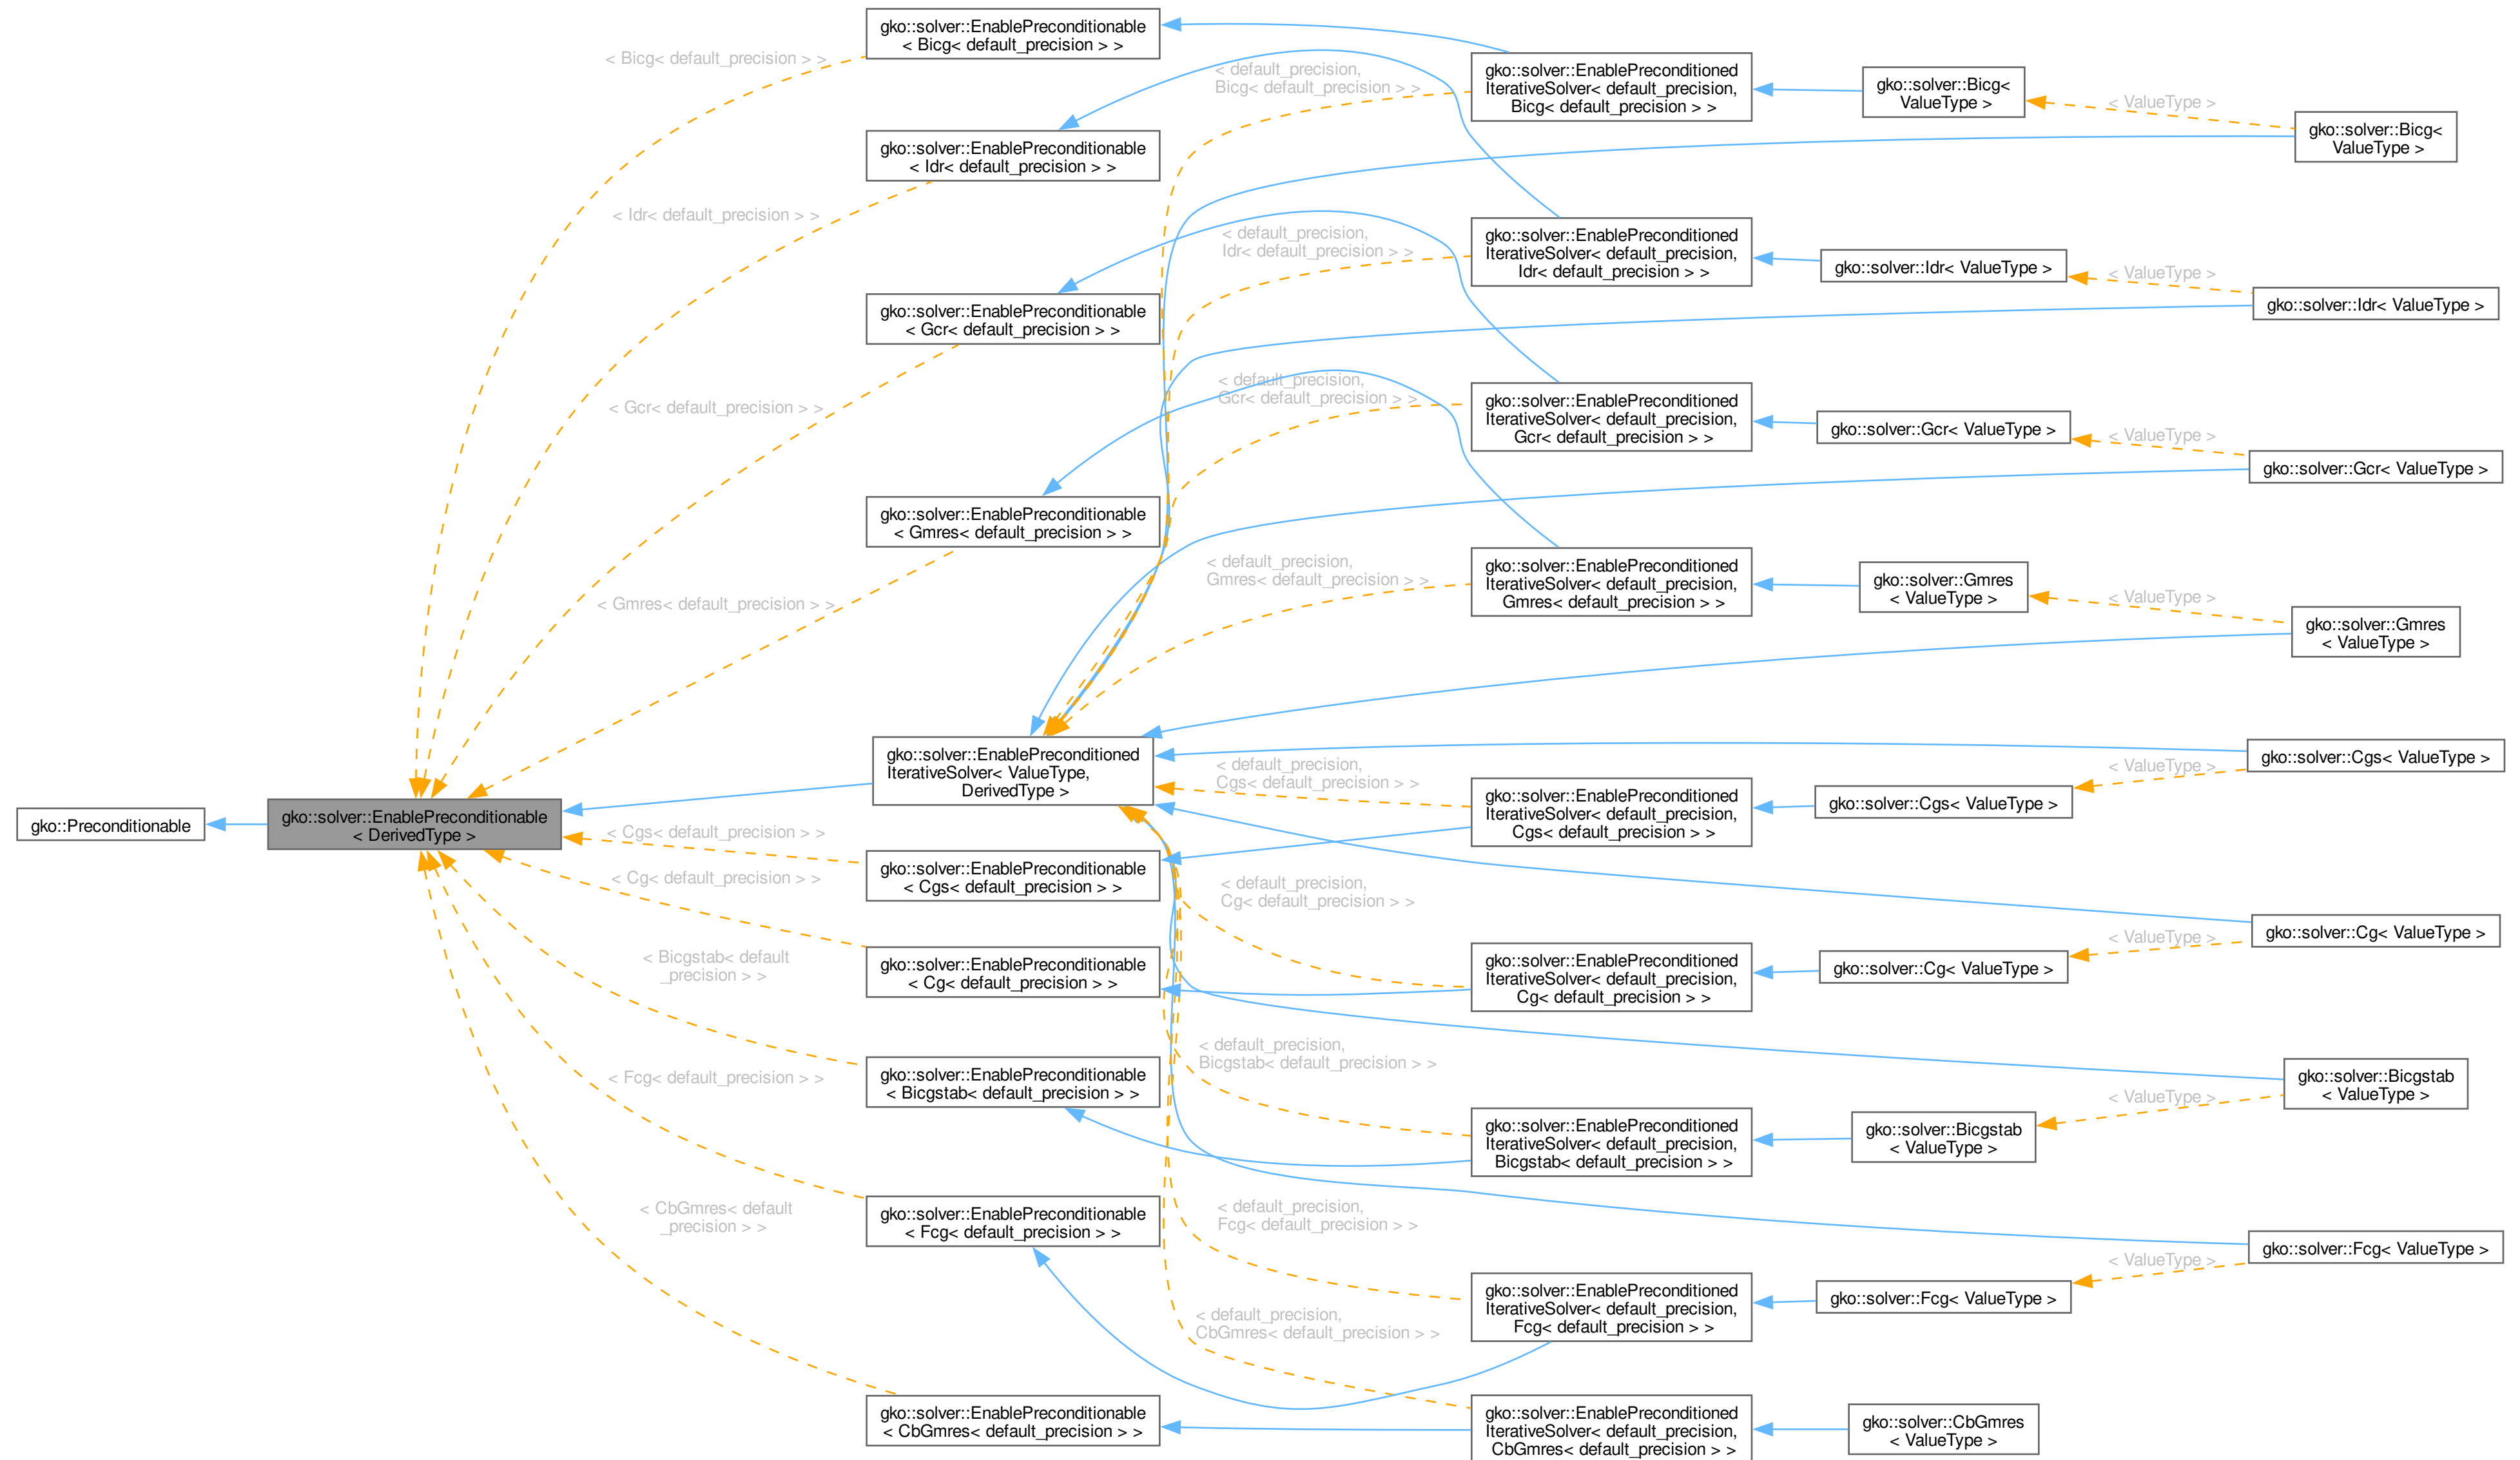 gko::Preconditionable
gko::solver::EnablePreconditionable
< DerivedType >
< Bicg< default_precision > >
< Idr< default_precision > >
< Gcr< default_precision > >
< Gmres< default_precision > >
< Cgs< default_precision > >
< Cg< default_precision > >
< Bicgstab< default
_precision > >
< Fcg< default_precision > >
< CbGmres< default
_precision > >
gko::solver::EnablePreconditionable
< Bicg< default_precision > >
gko::solver::EnablePreconditionable
< Idr< default_precision > >
gko::solver::EnablePreconditionable
< Gcr< default_precision > >
gko::solver::EnablePreconditionable
< Gmres< default_precision > >
gko::solver::EnablePreconditioned
IterativeSolver< ValueType,
DerivedType >
gko::solver::EnablePreconditionable
< Cgs< default_precision > >
gko::solver::EnablePreconditionable
< Cg< default_precision > >
gko::solver::EnablePreconditionable
< Bicgstab< default_precision > >
gko::solver::EnablePreconditionable
< Fcg< default_precision > >
gko::solver::EnablePreconditionable
< CbGmres< default_precision > >
< default_precision,
Bicg< default_precision > >
< default_precision,
Idr< default_precision > >
< default_precision,
Gcr< default_precision > >
< default_precision,
Gmres< default_precision > >
< default_precision,
Cgs< default_precision > >
< default_precision,
Cg< default_precision > >
< default_precision,
Bicgstab< default_precision > >
< default_precision,
Fcg< default_precision > >
< default_precision,
CbGmres< default_precision > >
gko::solver::EnablePreconditioned
IterativeSolver< default_precision,
Bicg< default_precision > >
gko::solver::EnablePreconditioned
IterativeSolver< default_precision,
Idr< default_precision > >
gko::solver::EnablePreconditioned
IterativeSolver< default_precision,
Gcr< default_precision > >
gko::solver::EnablePreconditioned
IterativeSolver< default_precision,
Gmres< default_precision > >
gko::solver::EnablePreconditioned
IterativeSolver< default_precision,
Cgs< default_precision > >
gko::solver::EnablePreconditioned
IterativeSolver< default_precision,
Cg< default_precision > >
gko::solver::EnablePreconditioned
IterativeSolver< default_precision,
Bicgstab< default_precision > >
gko::solver::EnablePreconditioned
IterativeSolver< default_precision,
Fcg< default_precision > >
gko::solver::EnablePreconditioned
IterativeSolver< default_precision,
CbGmres< default_precision > >
gko::solver::Bicg<
ValueType >
gko::solver::Idr< ValueType >
gko::solver::Gcr< ValueType >
gko::solver::Gmres
< ValueType >
gko::solver::Cgs< ValueType >
gko::solver::Cg< ValueType >
gko::solver::Bicgstab
< ValueType >
gko::solver::Fcg< ValueType >
gko::solver::CbGmres
< ValueType >
< ValueType >
< ValueType >
< ValueType >
< ValueType >
< ValueType >
< ValueType >
< ValueType >
< ValueType >
gko::solver::Bicg<
ValueType >
gko::solver::Idr< ValueType >
gko::solver::Gcr< ValueType >
gko::solver::Gmres
< ValueType >
gko::solver::Cgs< ValueType >
gko::solver::Cg< ValueType >
gko::solver::Bicgstab
< ValueType >
gko::solver::Fcg< ValueType >